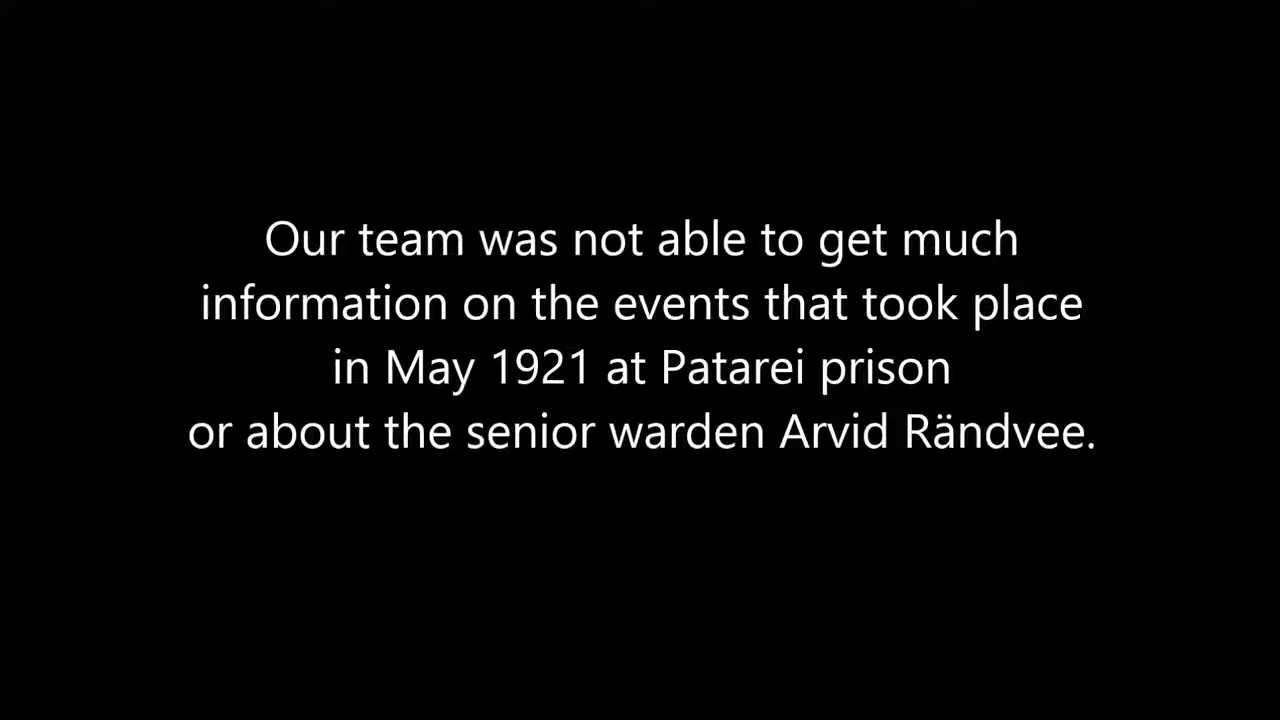 Our team was not able to get much
information on the events that took place
in May 1921 at Patarei prison
or about the senior warden Arvid Rändvee.